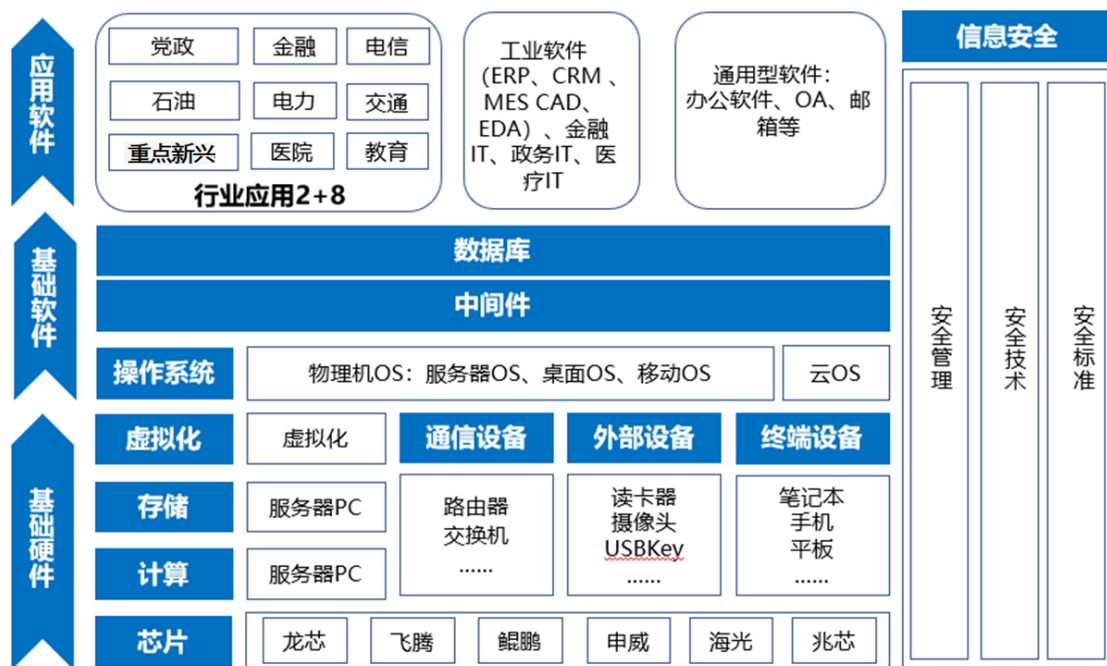 应用软件
党政
金融
电信
石油
电力
交通
重点新兴
医院
教育
行业应用2+8
工业软件
（ERP、CRM 、
MES CAD、
EDA）、金融
IT、政务IT、医
疗IT
通用型软件：
办公软件、OA、邮
箱等
信息安全
安全管理
安全技术
安全标准
基础软件
数据库
中间件
操作系统
物理机OS：服务器OS、桌面OS、移动OS
云OS
基础硬件
虚拟化
虚拟化
通信设备
外部设备
终端设备
存储
服务器PC
计算
服务器PC
路由器
交换机
……
读卡器
摄像头
USBKey
……
笔记本
手机
平板
……
芯片
龙芯
飞腾
鲲鹏
申威
海光
兆芯